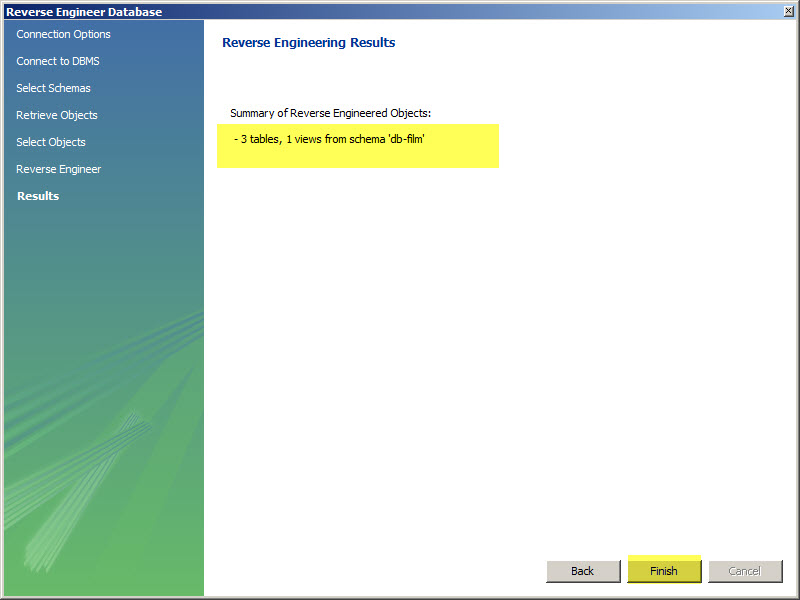 Reverse Engineer Database
Connection Options
Connect to DBMS
Select Schemas
Retrieve Objects
Select Objects
Reverse Engineer
Results
Reverse Engineering Results
Summary of Reverse Engineered Objects:
- 3 tables, 1 views from schema 'db-film'
Back
Finish
Cancel